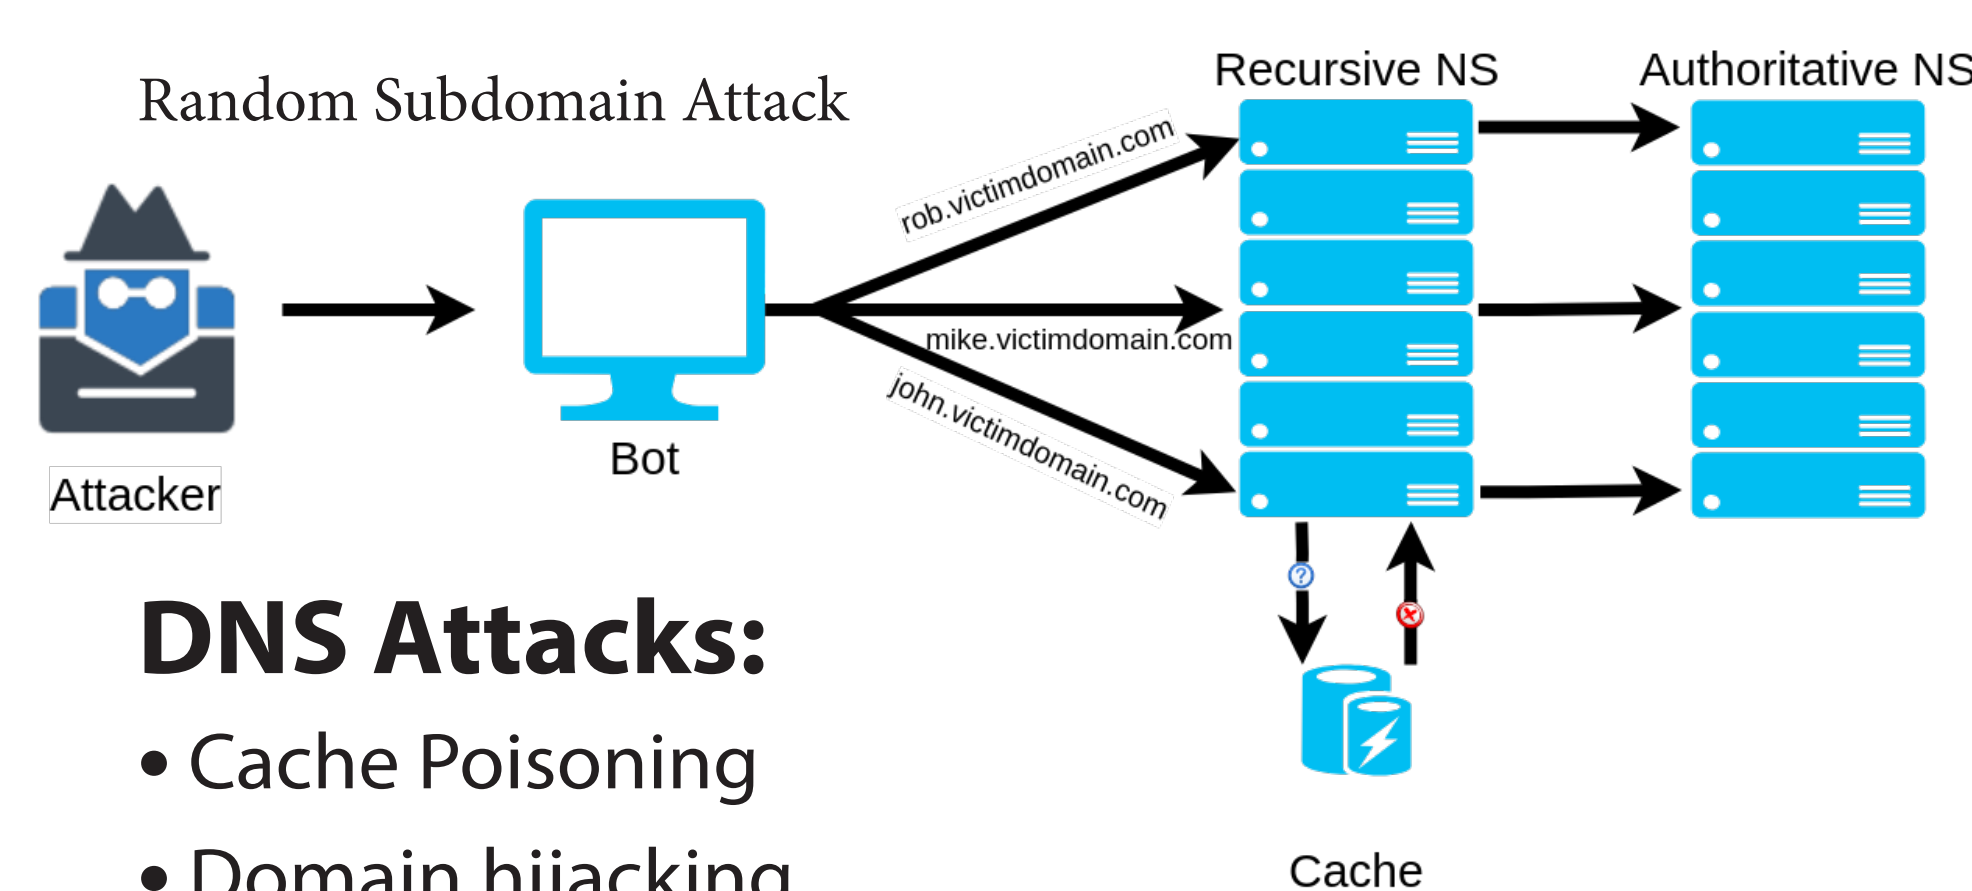 Random Subdomain Attack
Recursive NS
Authoritative NS
rob.victimdomain.com
mike.victimdomain.com
john.victimdomain.com
Bot
Attacker
DNS Attacks:
• Cache Poisoning
• Domain hijacking
Cache